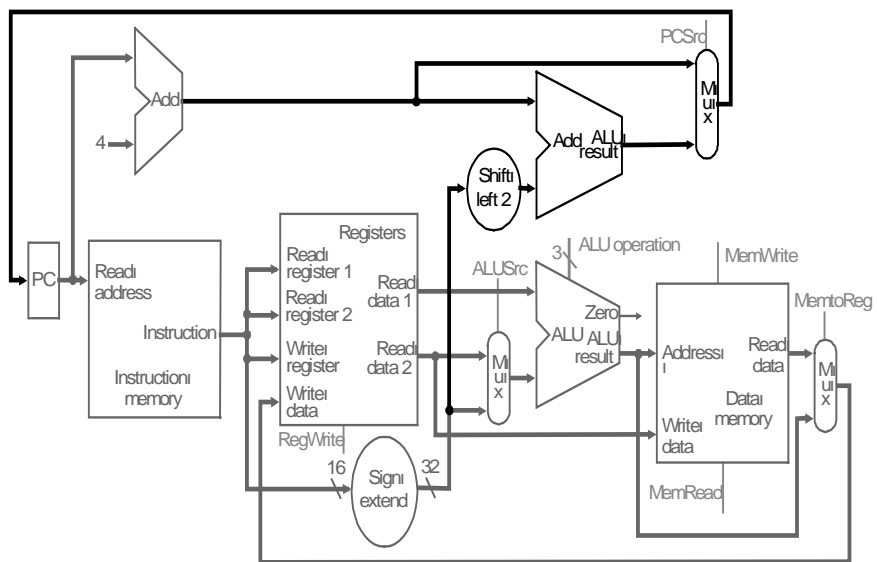 PCSrc
M
u
x
Add
4
Add ALU
result
Shift
left 2
PC
Read
address
Instruction
Instruction
memory
Registers
Read
register 1
Read
register 2
Write
register
Write
data
Read
data 1
Read
data 2
RegWrite
16
Sign
extend
32
ALUSrc
M
u
x
3
ALU operation
Zero
ALU ALU
result
MemWrite
Address
Read
data
Data
memory
Write
data
MemRead
MemtoReg
M
u
x